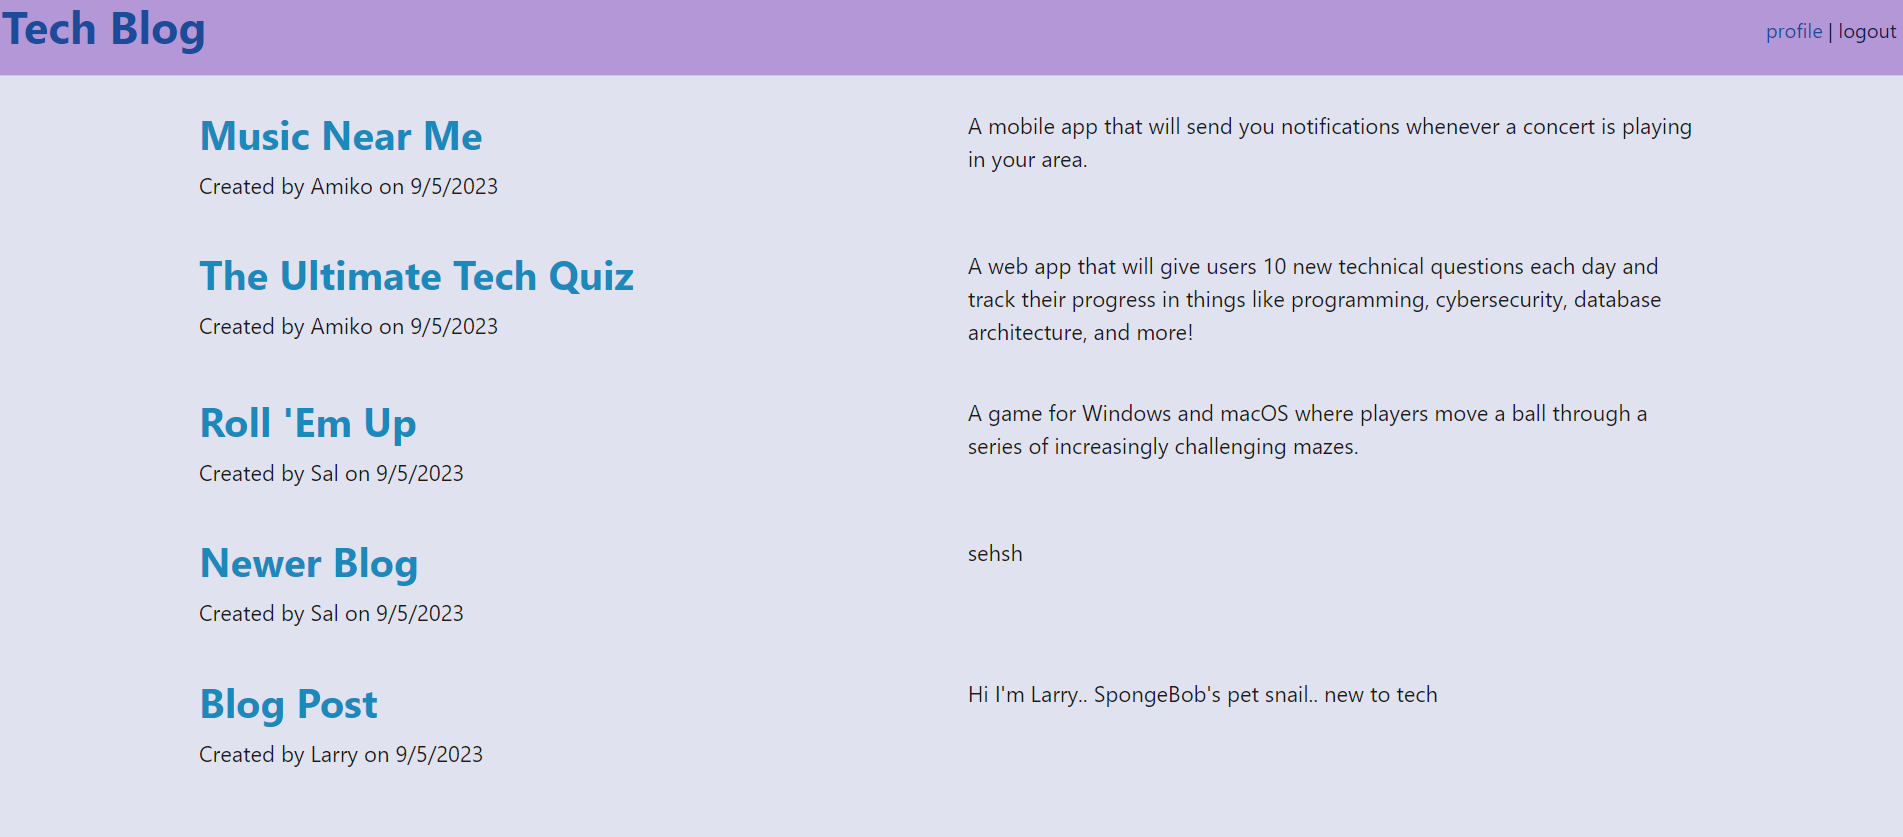 Tech Blog
profile | logout
Music Near Me
Created by Amiko on 9/5/2023
A mobile app that will send you notifications whenever a concert is playing
in your area.
The Ultimate Tech Quiz
Created by Amiko on 9/5/2023
A web app that will give users 10 new technical questions each day and
track their progress in things like programming, cybersecurity, database
architecture, and more!
Roll 'Em Up
Created by Sal on 9/5/2023
A game for Windows and macOS where players move a ball through a
series of increasingly challenging mazes.
Newer Blog
Created by Sal on 9/5/2023
sehsh
Blog Post
Created by Larry on 9/5/2023
Hi I'm Larry.. SpongeBob's pet snail.. new to tech